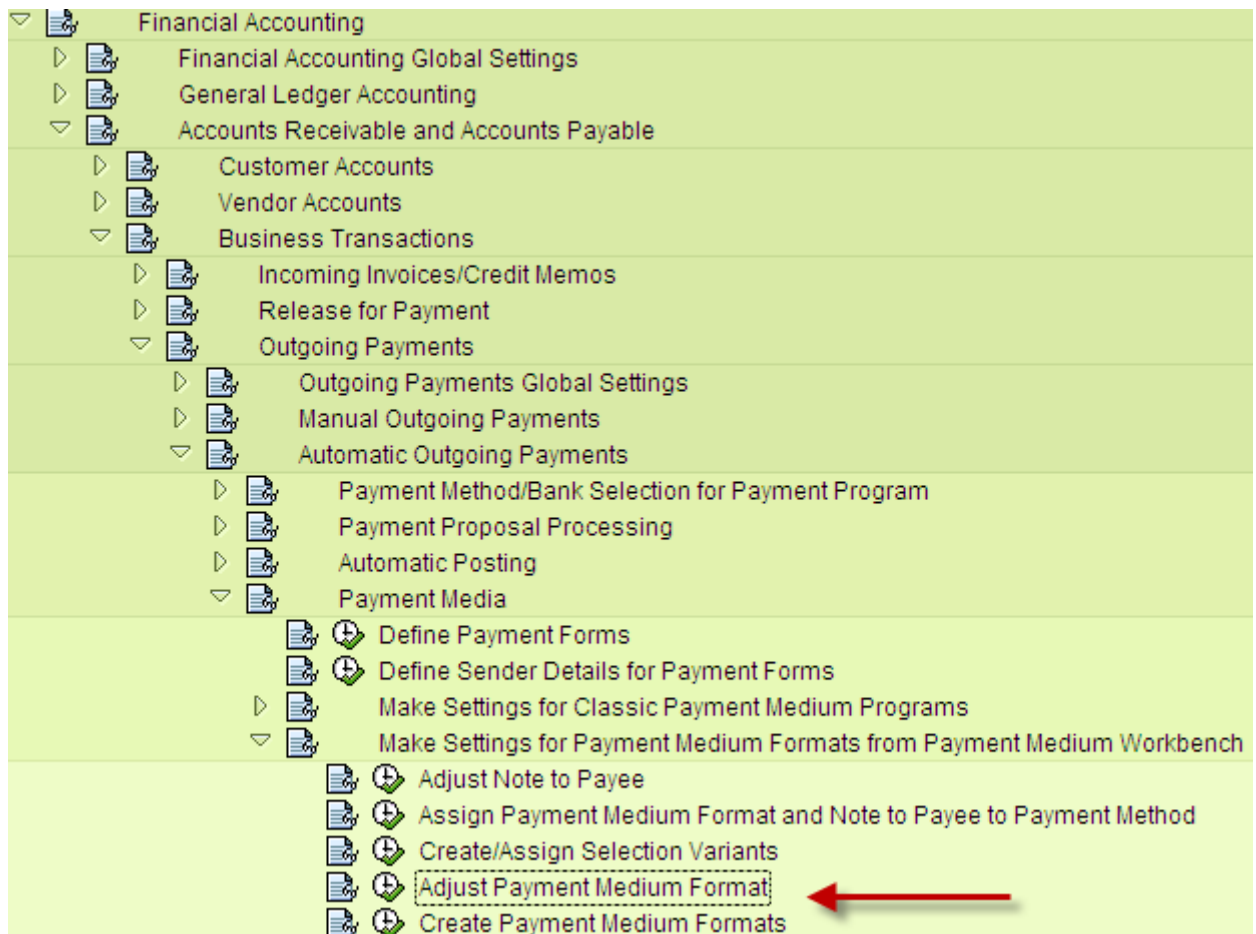 Financial Accounting
Financial Accounting Global Settings
General Ledger Accounting
Accounts Receivable and Accounts Payable
Customer Accounts
Vendor Accounts
Business Transactions
Incoming Invoices/Credit Memos
Release for Payment
Outgoing Payments
Outgoing Payments Global Settings
Manual Outgoing Payments
Automatic Outgoing Payments
Payment Method/Bank Selection for Payment Program
Payment Proposal Processing
Automatic Posting
Payment Media
Define Payment Forms
Define Sender Details for Payment Forms
Make Settings for Classic Payment Medium Programs
Make Settings for Payment Medium Formats from Payment Medium Workbench
Adjust Note to Payee
Assign Payment Medium Format and Note to Payee to Payment Method
Create/Assign Selection Variants
Adjust Payment Medium Format
Create Payment Medium Formats